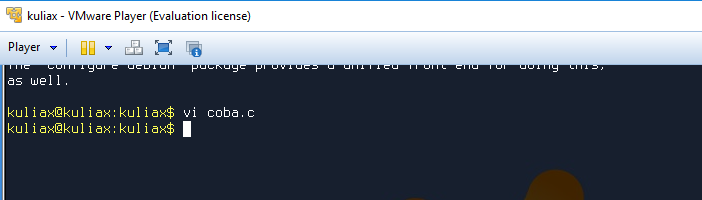 kuliax - VMware Player (Evaluation license)
Player
The configure debian package provides a unified front end for doing this,
as well.
kuliax@kuliax:kuliax$ vi coba.c
kuliax@kuliax:kuliax$